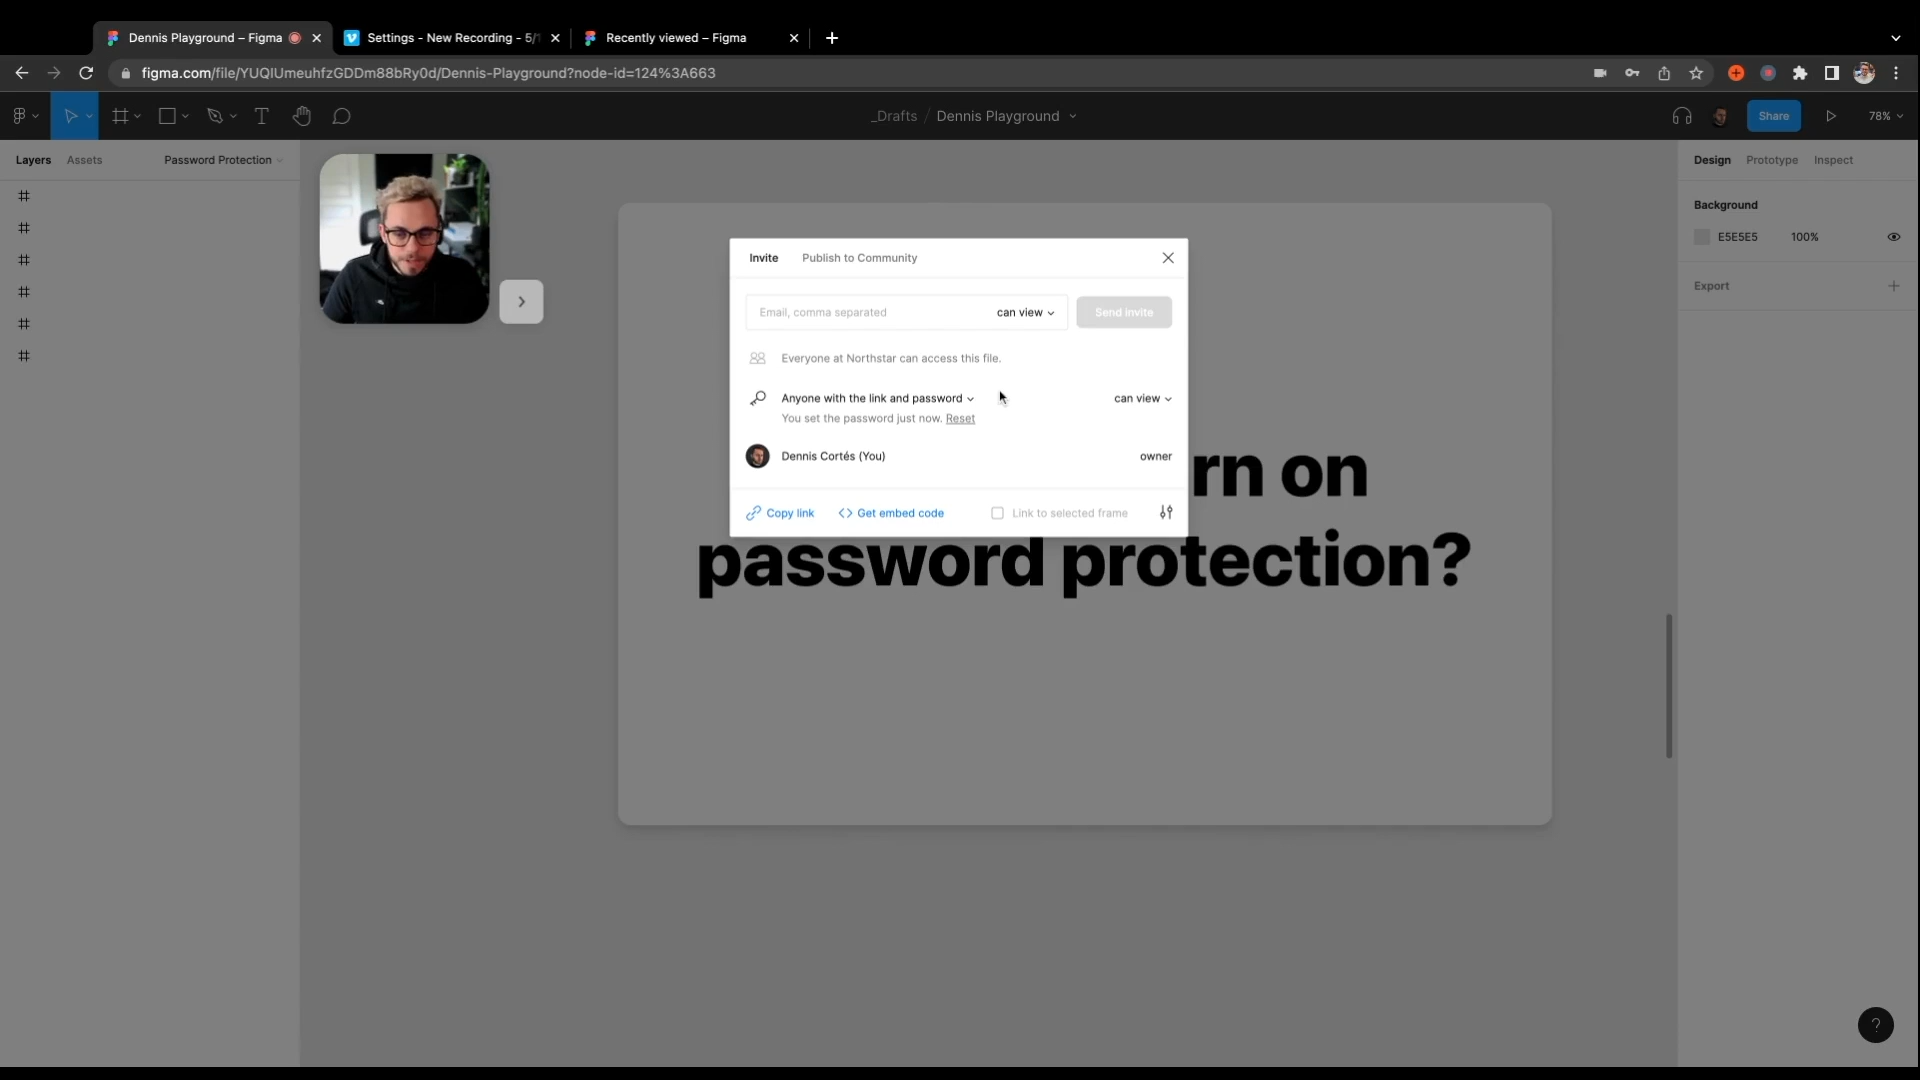 Dennis Playground – Figma
Settings - New Recording - 5/1
Recently viewed – Figma
figma.com/file/YUQIUmeuhfzGDDm88bRy0d/Dennis-Playground?node-id=124%3A663
_Drafts / Dennis Playground
Share
78%
Layers
Assets
Password Protection
Design
Prototype
Inspect
Background
E5E5E5
100%
Export
Invite
Publish to Community
Email, comma separated
can view
Send invite
Everyone at Northstar can access this file.
Anyone with the link and password
can view
You set the password just now. Reset
Dennis Cortés (You)
owner
Copy link
Get embed code
Link to selected frame
rn on
password protection?
?